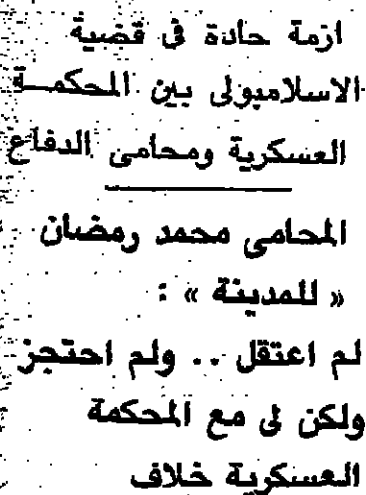 ازمة حادة فى قضية
الاسلامبولى بين المحكمـــة
العسكرية ومحامى الدفاع
المحامى محمد رمضان
« للمدينة » :
لم اعتقل .. ولم احتجز
ولكن لى مع المحكمة
العسكرية خلاف